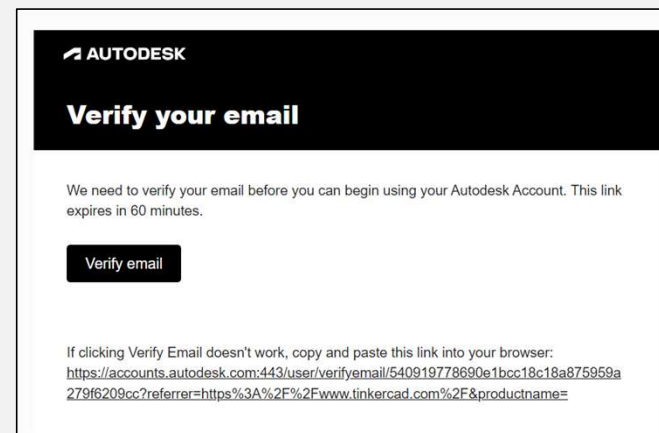 AUTODESK
Verify your email
We need to verify your email before you can begin using your Autodesk Account. This link
expires in 60 minutes.
Verify email
If clicking Verify Email doesn't work, copy and paste this link into your browser:
https://accounts.autodesk.com:443/user/verifyemail/540919778690e1bcc18c18a875959a
279f6209cc?referrer=https%3A%2F%2Fwww.tinkercad.com%2F&productname=